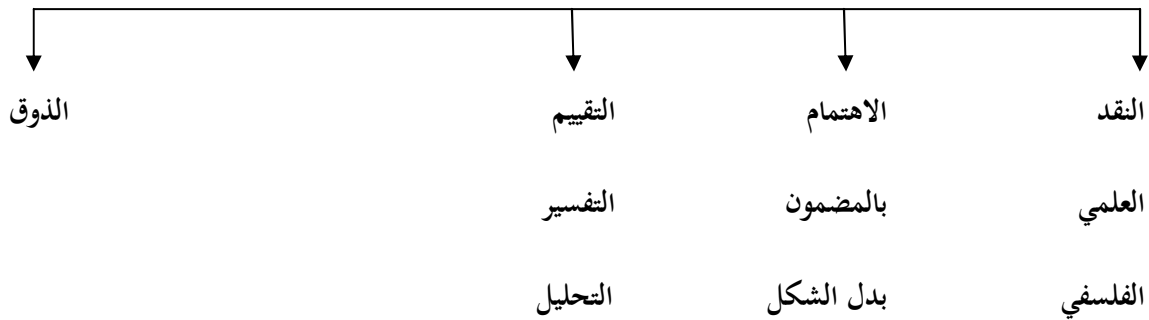 النقد الاهتمام التقييم الذوق
العلمي بالمضمون التفسير
الفلسفي بدل الشكل التحليل